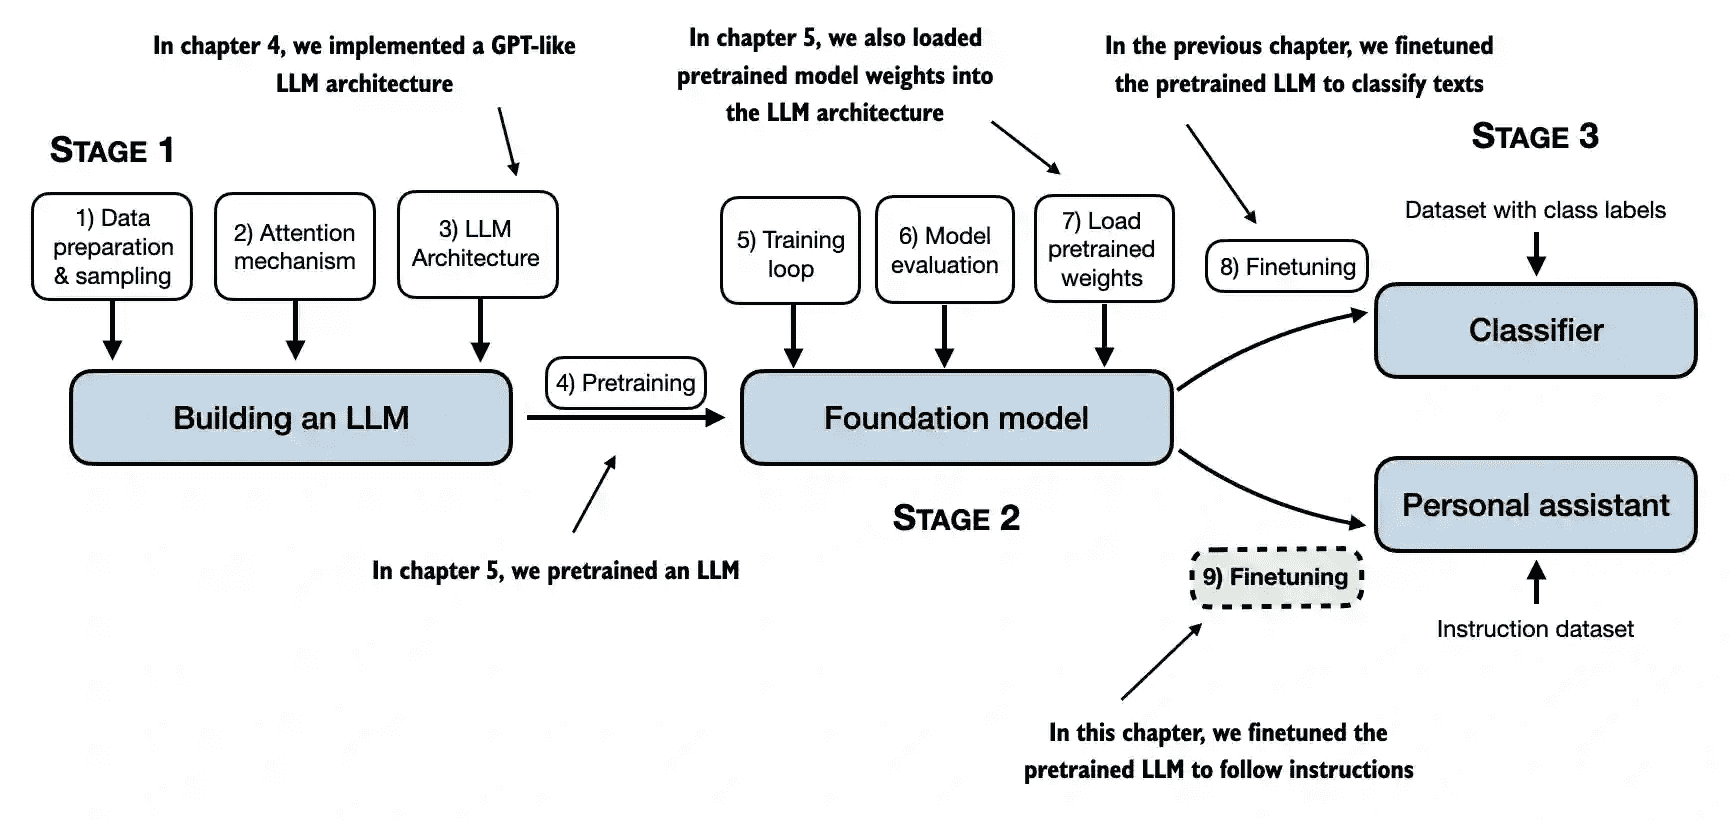 In chapter 4, we implemented a GPT-like
LLM architecture
In chapter 5, we also loaded
pretrained model weights into
the LLM architecture
In the previous chapter, we finetuned
the pretrained LLM to classify texts
STAGE 1
STAGE 3
1) Data
preparation
& sampling
2) Attention
mechanism
3) LLM
Architecture
5) Training
loop
6) Model
evaluation
7) Load
pretrained
weights
8) Finetuning
Dataset with class labels
Classifier
4) Pretraining
Building an LLM
Foundation model
Personal assistant
STAGE 2
In chapter 5, we pretrained an LLM
9) Finetuning
Instruction dataset
In this chapter, we finetuned the
pretrained LLM to follow instructions